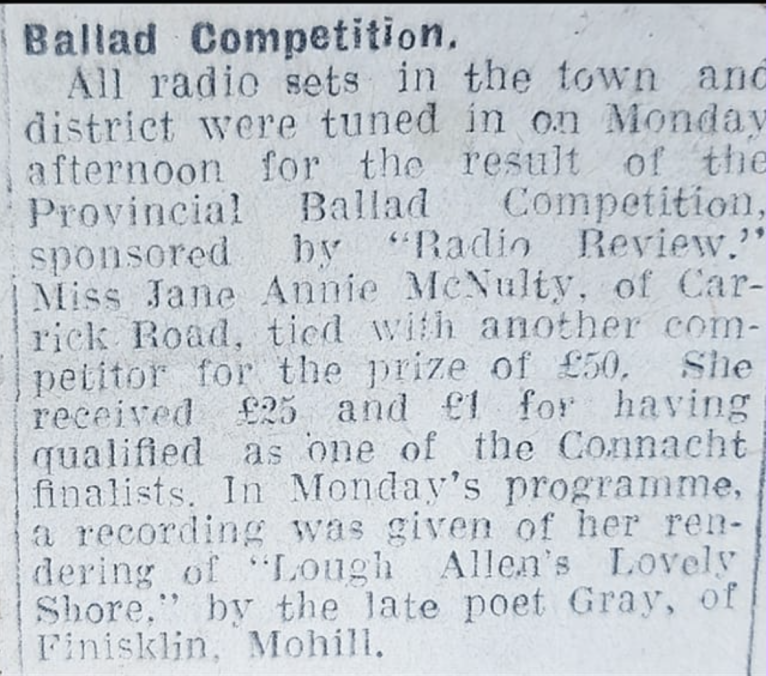 Ballad Competition.
All radio sets in the town and
district were tuned in on Monday
afternoon for the result of the
Provincial Ballad Competition,
sponsored by “Radio Review.”
Miss Jane Annie McNulty, of Car-
rick Road, tied with another com-
petitor for the prize of £50. She
received £25 and £1 for having
qualified as one of the Connacht
finalists. In Monday’s programme,
a recording was given of her ren-
dering of “Lough Allen’s Lovely
Shore,” by the late poet Gray, of
Finisklin, Mohill.